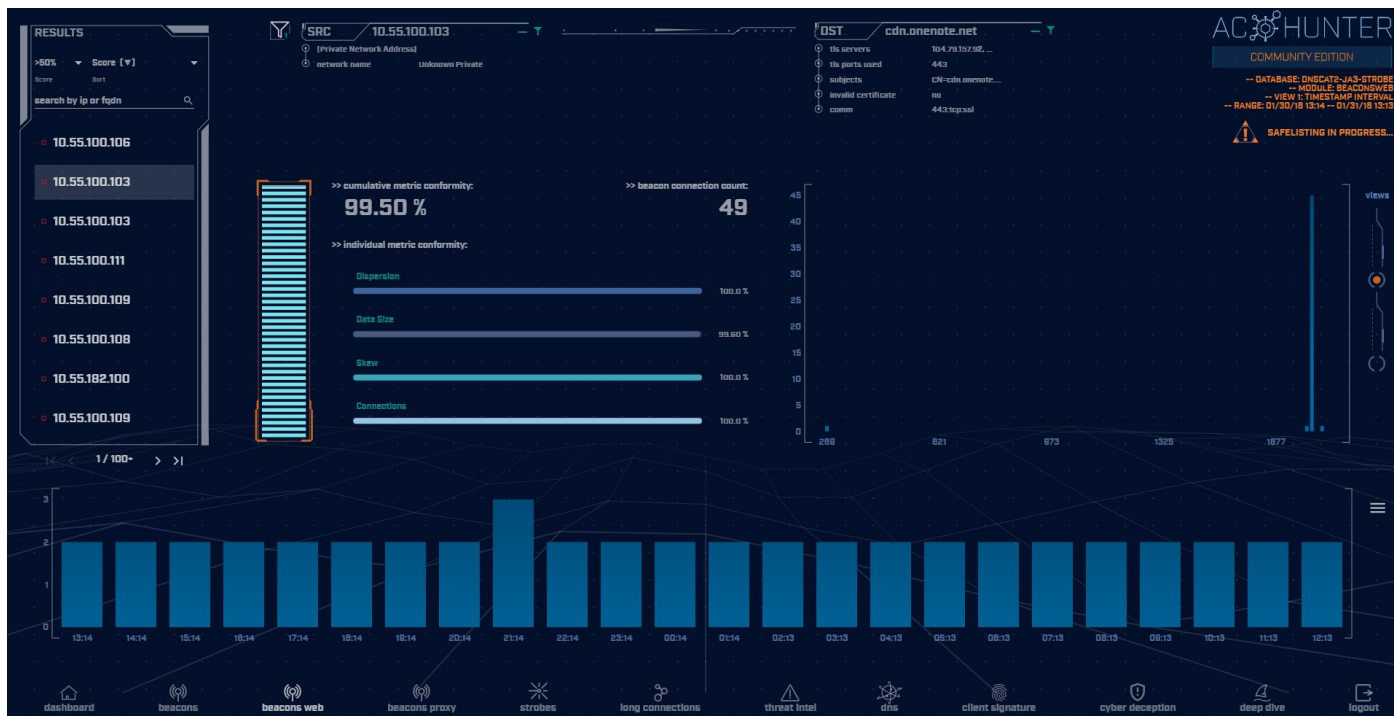 RESULTS
>50% Score [▼]
Score Sort
search by ip or fqdn
10.55.100.106
10.55.100.103
10.55.100.103
10.55.100.111
10.55.100.109
10.55.100.108
10.55.182.100
10.55.100.109
1 / 100+
SRC 10.55.100.103
[Private Network Address]
network name Unknown Private
DST cdn.onenote.net
tls servers 104.79.157.92, ...
tls ports used 443
subjects CN=cdn.onenote....
invalid certificate no
comm 443:tcp:ssl
AC HUNTER
COMMUNITY EDITION
-- DATABASE: DNSCAT2-JA3-STROBE
-- MODULE: BEACONSWEB
-- VIEW 1: TIMESTAMP INTERVAL
-- RANGE: 01/30/18 13:14 -- 01/31/18 13:13
SAFELISTING IN PROGRESS...
>> cumulative metric conformity:
99.50 %
>> beacon connection count:
49
>> individual metric conformity:
Dispersion
100.0 %
Data Size
99.60 %
Skew
100.0 %
Connections
100.0 %
45
40
35
30
25
20
15
10
5
0
269 621 973 1325 1677
views
3
2
1
0
13:14 14:14 15:14 16:14 17:14 18:14 19:14 20:14 21:14 22:14 23:14 00:14 01:14 02:13 03:13 04:13 05:13 06:13 07:13 08:13 09:13 10:13 11:13 12:13
dashboard beacons beacons web beacons proxy strobes long connections threat intel dns client signature cyber deception deep dive logout